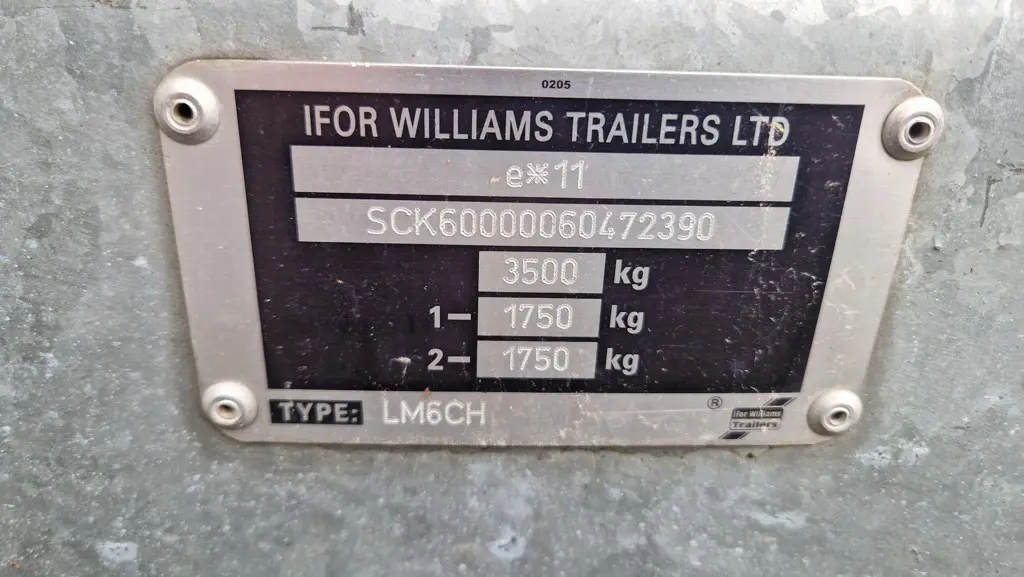 0205
IFOR WILLIAMS TRAILERS LTD
e※11
SCK60000060472390
3500 kg
1— 1750 kg
2— 1750 kg
TYPE: LM6CH
®
Ifor Williams
Trailers